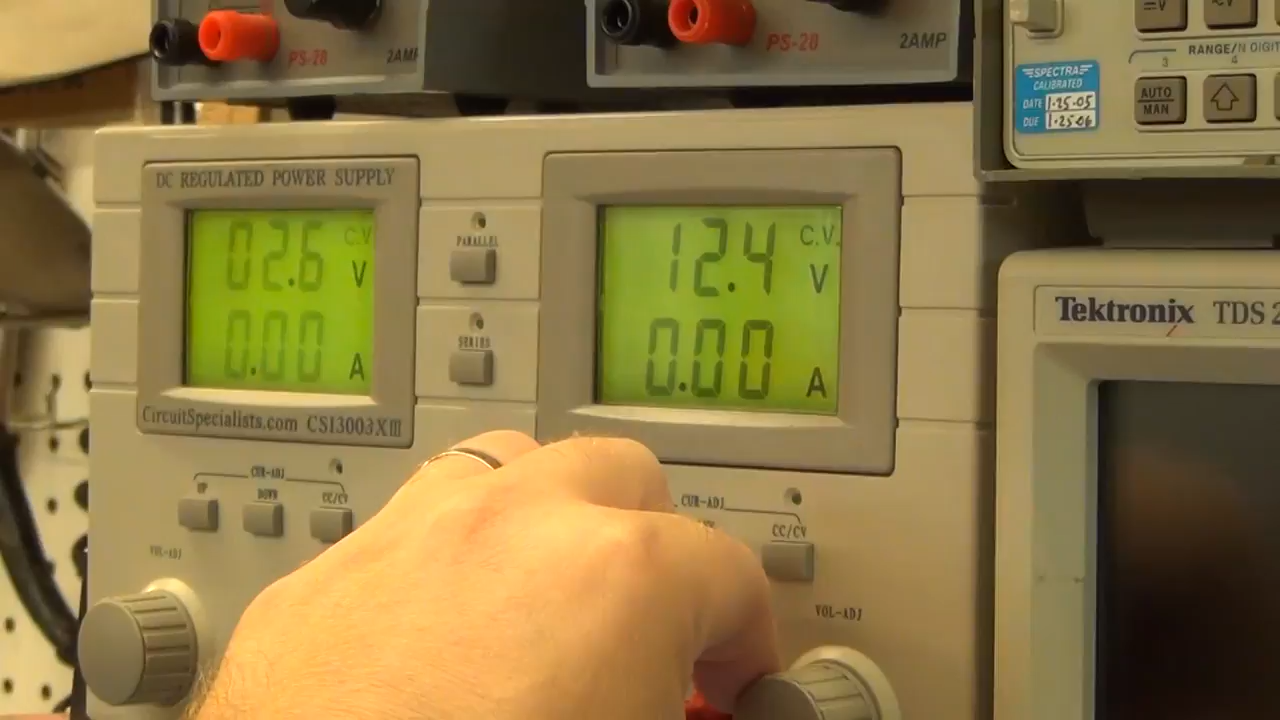 PS-28
2AMP
PS-28
2AMP
=V
~V
RANGE/N DIGIT
3
4
AUTO
MAN
SPECTRA
CALIBRATED
DATE 1-25-05
DUE 1-25-06
DC REGULATED POWER SUPPLY
02.6 C.V
V
0.00 A
CircuitSpecialists.com CSI3003XIII
PARALLEL
SERIES
12.4 C.V.
V
0.00 A
Tektronix TDS 2
CUR-ADJ
UP
DOWN
CC/CV
VOL-ADJ
CUR-ADJ
CC/CV
VOL-ADJ